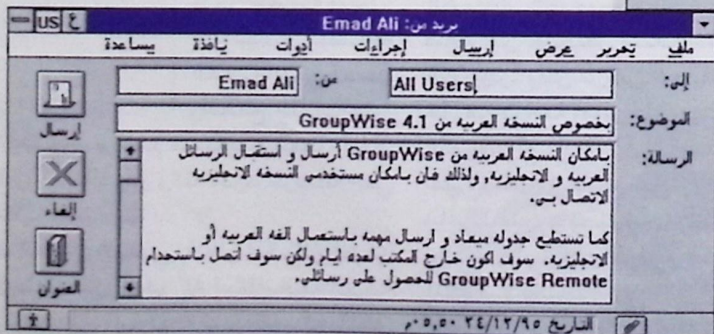 بريد من: Emad Ali
US ع
ملف تحرير عرض إرسال إجراءات أدوات نافذة مساعدة
إلى: All Users من: Emad Ali
الموضوع: بخصوص النسخه العربيه من GroupWise 4.1
الرسالة:
بامكان النسخه العربيه من GroupWise أرسال و استقبال الرسائل
العربيه و الانجليزيه, ولذلك فان بامكان مستخدمي النسخه الانجليزيه
الاتصال بي.
كما تستطيع جدوله ميعاد و ارسال مهمه باستعمال الغه العربيه أو
الانجليزيه. سوف اكون خارج المكتب لعده ايام ولكن سوف اتصل باستحدام
GroupWise Remote للحصول على رسائلي.
إرسال
إلغاء
العنوان
التاريخ ٢٤/١٢/٩٥ ٠٥,٥٠م